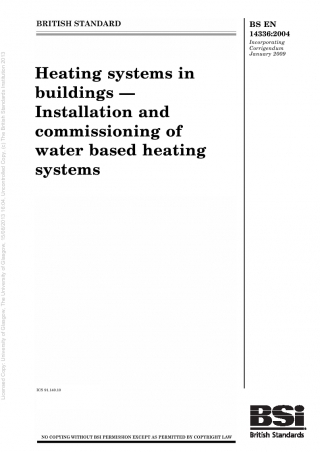 BRITISH STANDARD
BS EN
14336:2004
Incorporating
Corrigendum
January 2009
Heating systems in
buildings —
Installation and
commissioning of
water based heating
systems
ICS 91.140.10
NO COPYING WITHOUT BSI PERMISSION EXCEPT AS PERMITTED BY COPYRIGHT LAW
BSi
British Standards
Licensed Copy: University of Glasgow, The University of Glasgow, 10/03/2013 16:04, Uncontrolled Copy, (c) The British Standards Institution 2013